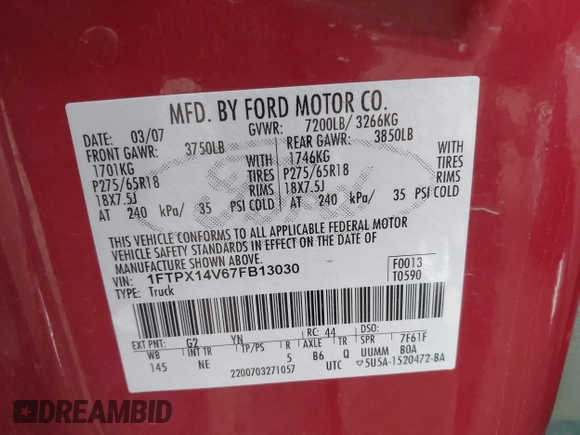 MFD. BY FORD MOTOR CO.
DATE: 03/07 GVWR: 7200LB/ 3266KG
FRONT GAWR: 3750LB REAR GAWR: 3850LB
1701KG WITH 1746KG WITH
P275/65R18 TIRES P275/65R18 TIRES
18X7.5J RIMS 18X7.5J RIMS
AT 240 kPa/ 35 PSI COLD AT 240 kPa/ 35 PSI COLD
THIS VEHICLE CONFORMS TO ALL APPLICABLE FEDERAL MOTOR
VEHICLE SAFETY STANDARDS IN EFFECT ON THE DATE OF
MANUFACTURE SHOWN ABOVE.
VIN: 1FTPX14V67FB13030 F0013
TYPE: Truck T0590
EXT PNT: G2 YN RC: 44 DSO:
WB INT TR TP/PS R AXLE TR SPR 7F61F
145 NE 5 B6 Q UUMM B0A
2200703271057 UTC ▽5U5A-1520472-BA
Ford
DREAMBID